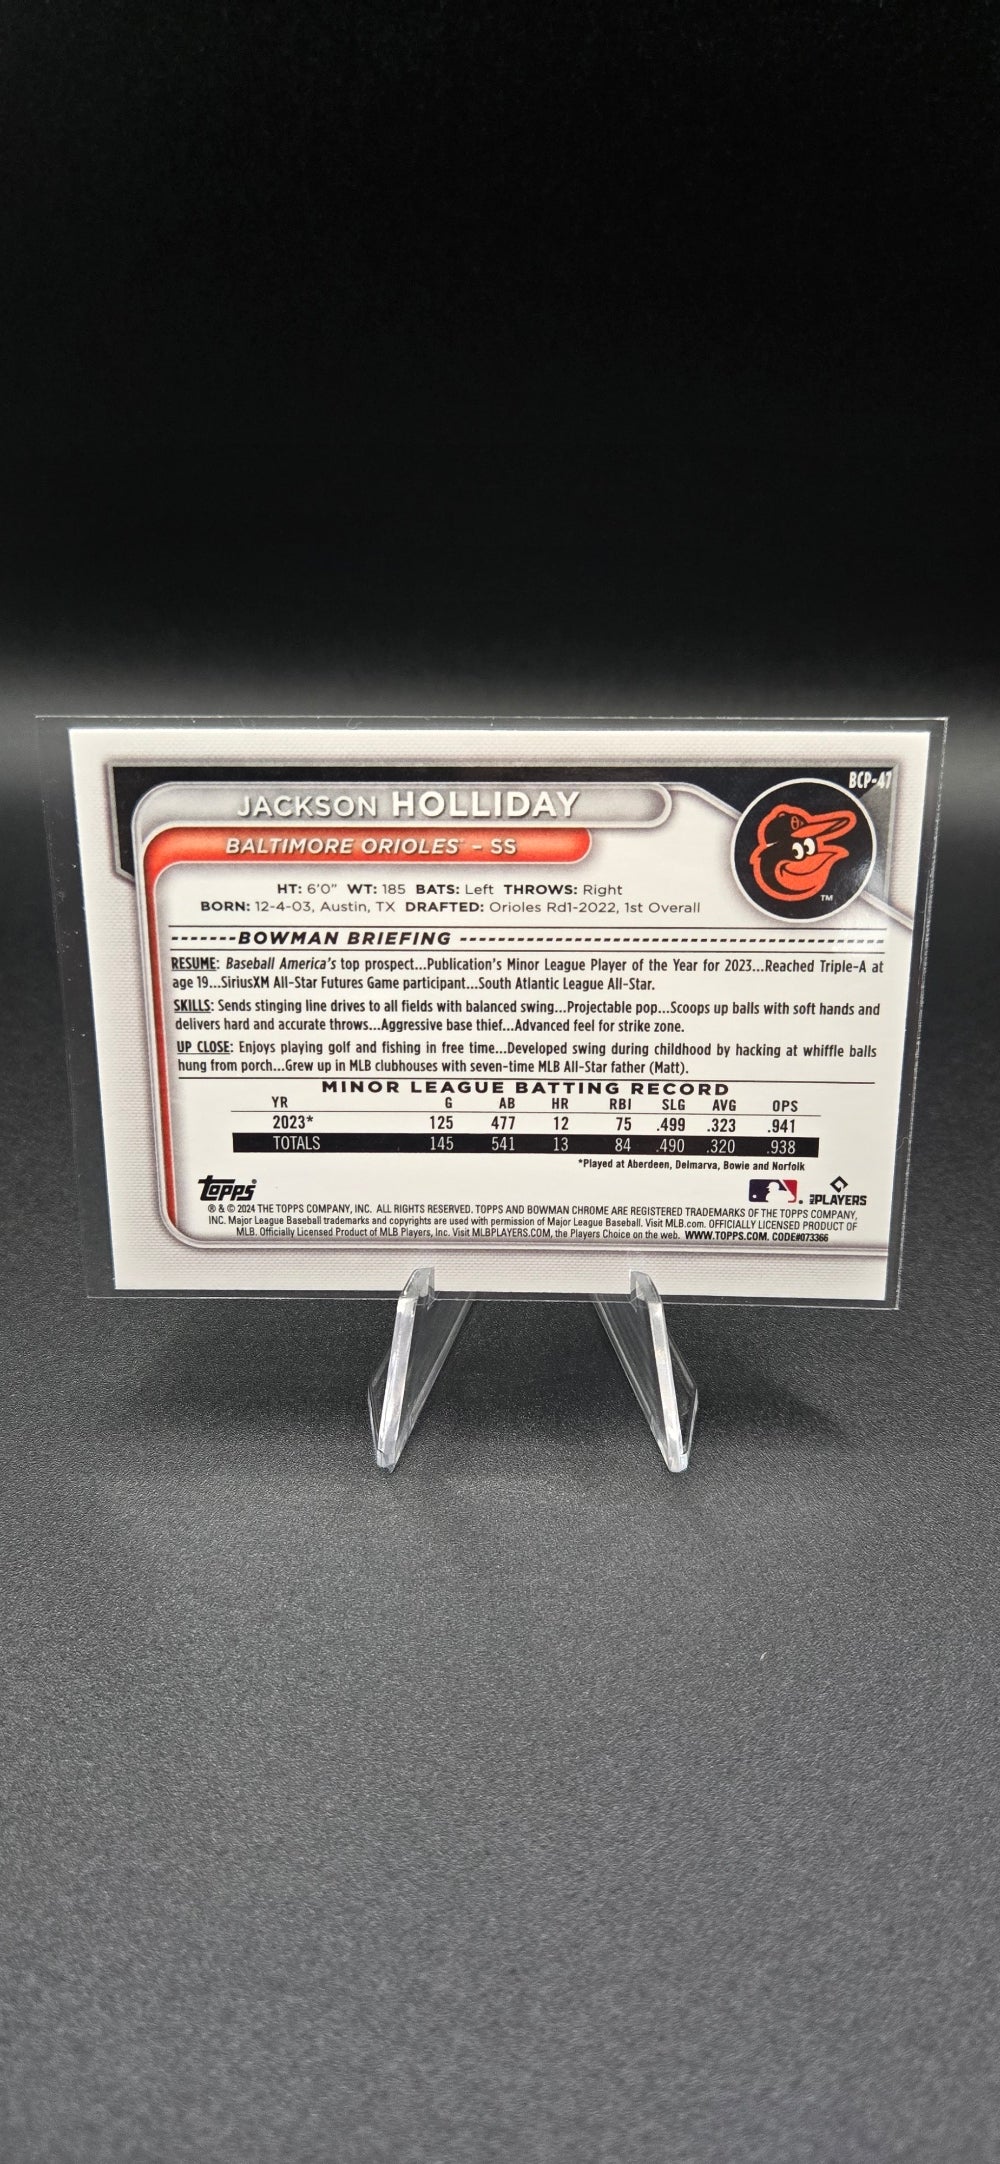 BCP-47
JACKSON HOLLIDAY
BALTIMORE ORIOLES™ - SS
TM
HT: 6'0" WT: 185 BATS: Left THROWS: Right
BORN: 12-4-03, Austin, TX DRAFTED: Orioles Rd1-2022, 1st Overall
-------BOWMAN BRIEFING ----------------------------------------
RESUME: Baseball America's top prospect...Publication's Minor League Player of the Year for 2023...Reached Triple-A at
age 19...SiriusXM All-Star Futures Game participant...South Atlantic League All-Star.
SKILLS: Sends stinging line drives to all fields with balanced swing...Projectable pop...Scoops up balls with soft hands and
delivers hard and accurate throws...Aggressive base thief...Advanced feel for strike zone.
UP CLOSE: Enjoys playing golf and fishing in free time...Developed swing during childhood by hacking at whiffle balls
hung from porch...Grew up in MLB clubhouses with seven-time MLB All-Star father (Matt).
MINOR LEAGUE BATTING RECORD
YR G AB HR RBI SLG AVG OPS
2023* 125 477 12 75 .499 .323 .941
TOTALS 145 541 13 84 .490 .320 .938
*Played at Aberdeen, Delmarva, Bowie and Norfolk
Topps
MLBPLAYERS
® & © 2024 THE TOPPS COMPANY, INC. ALL RIGHTS RESERVED. TOPPS AND BOWMAN CHROME ARE REGISTERED TRADEMARKS OF THE TOPPS COMPANY,
INC. Major League Baseball trademarks and copyrights are used with permission of Major League Baseball. Visit MLB.com. OFFICIALLY LICENSED PRODUCT OF
MLB. Officially Licensed Product of MLB Players, Inc. Visit MLBPLAYERS.COM, the Players Choice on the web. WWW.TOPPS.COM. CODE#073366